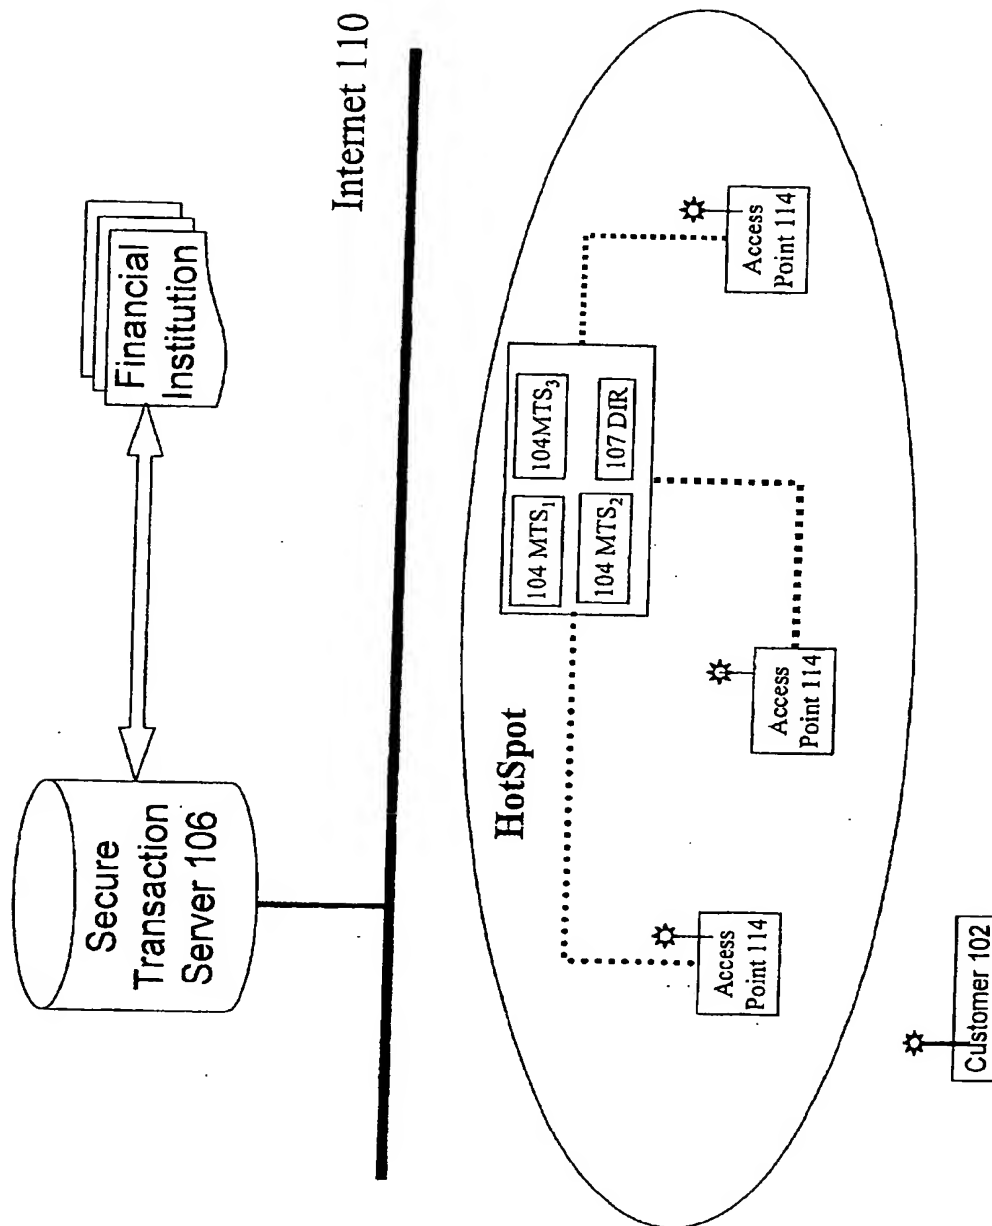 Secure
Transaction
Server 106
Financial
Institution
Internet 110
HotSpot
104 MTS₁
104MTS₃
104 MTS₂
107 DIR
Access
Point 114
Access
Point 114
Access
Point 114
Customer 102